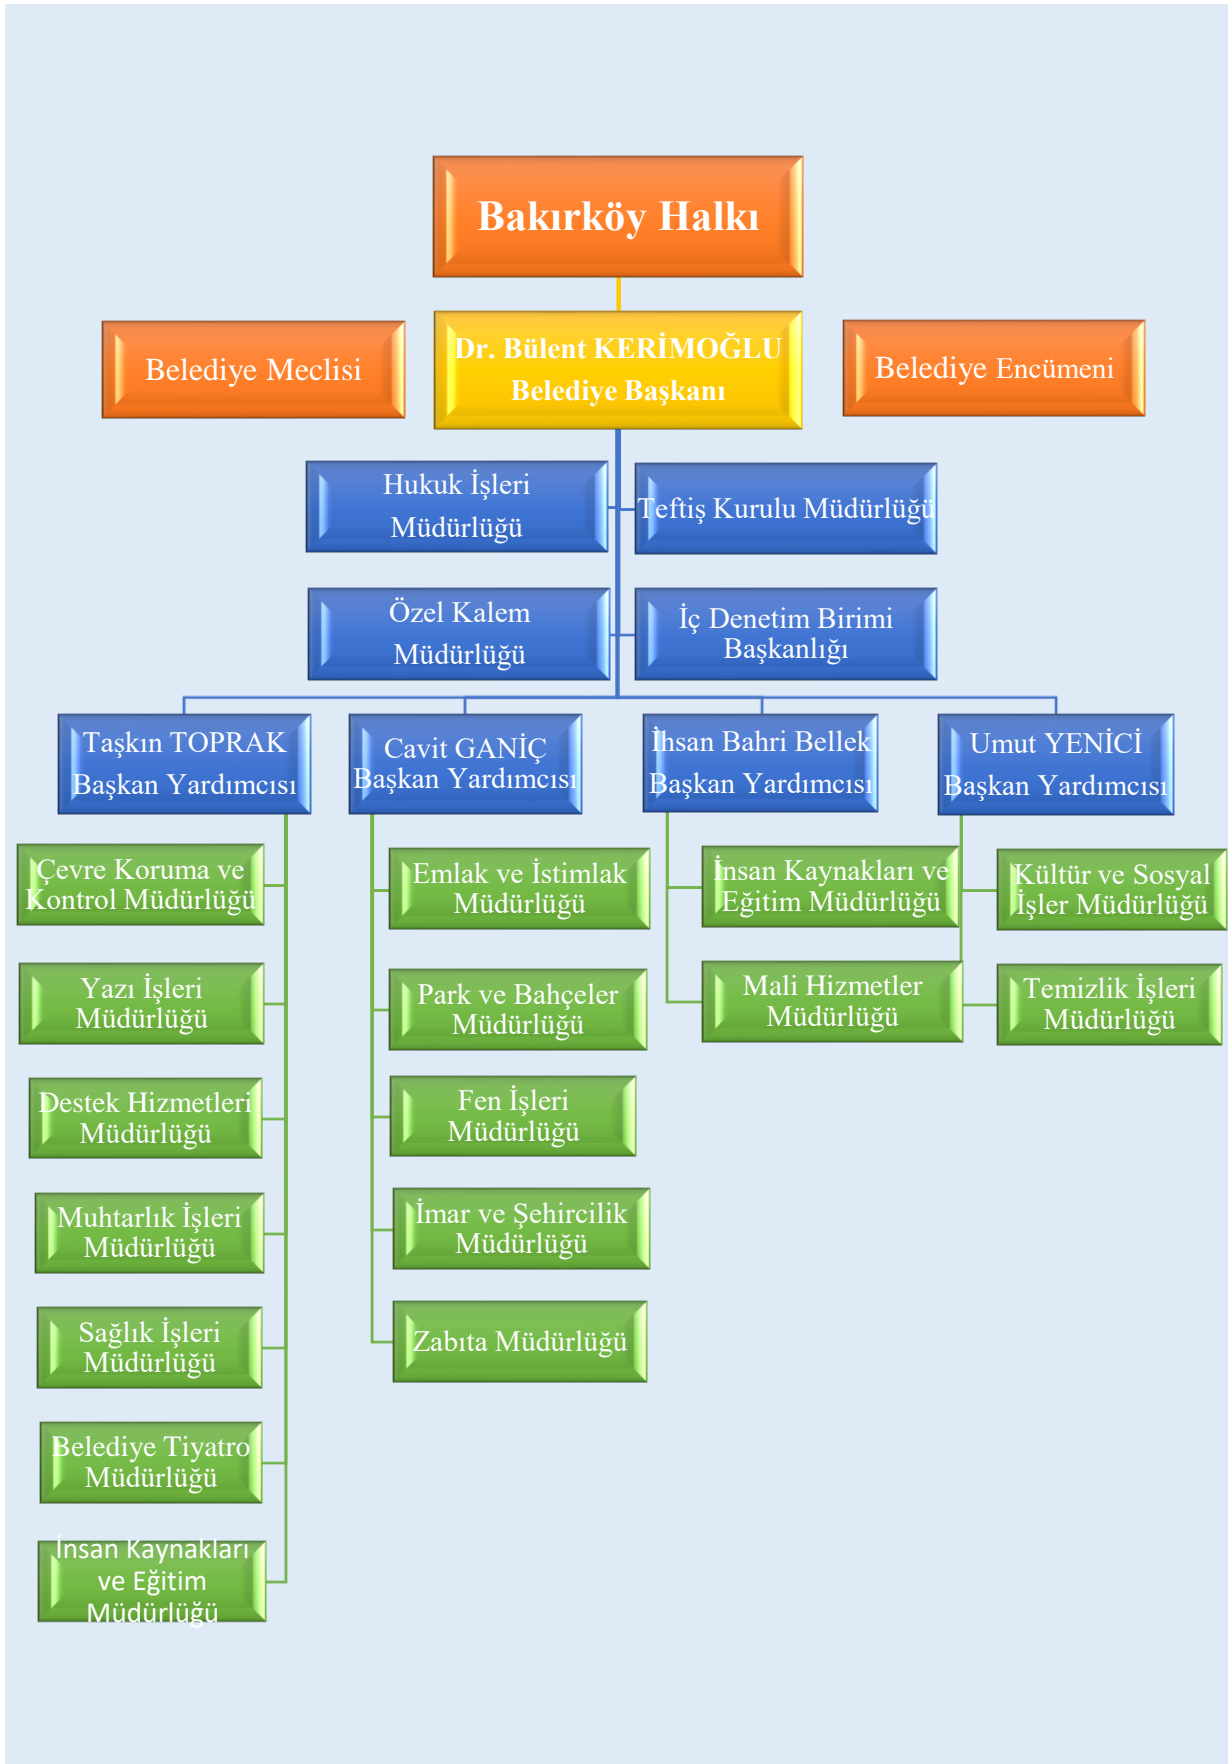 Bakırköy Halkı
Belediye Meclisi
Dr. Bülent KERİMOĞLU
Belediye Başkanı
Belediye Encümeni
Hukuk İşleri
Müdürlüğü
Teftiş Kurulu Müdürlüğü
Özel Kalem
Müdürlüğü
İç Denetim Birimi
Başkanlığı
Taşkın TOPRAK
Başkan Yardımcısı
Cavit GANİÇ
Başkan Yardımcısı
İhsan Bahri Bellek
Başkan Yardımcısı
Umut YENİCİ
Başkan Yardımcısı
Çevre Koruma ve
Kontrol Müdürlüğü
Yazı İşleri
Müdürlüğü
Destek Hizmetleri
Müdürlüğü
Muhtarlık İşleri
Müdürlüğü
Sağlık İşleri
Müdürlüğü
Belediye Tiyatro
Müdürlüğü
İnsan Kaynakları
ve Eğitim
Müdürlüğü
Emlak ve İstimlak
Müdürlüğü
Park ve Bahçeler
Müdürlüğü
Fen İşleri
Müdürlüğü
İmar ve Şehircilik
Müdürlüğü
Zabıta Müdürlüğü
İnsan Kaynakları ve
Eğitim Müdürlüğü
Mali Hizmetler
Müdürlüğü
Kültür ve Sosyal
İşler Müdürlüğü
Temizlik İşleri
Müdürlüğü